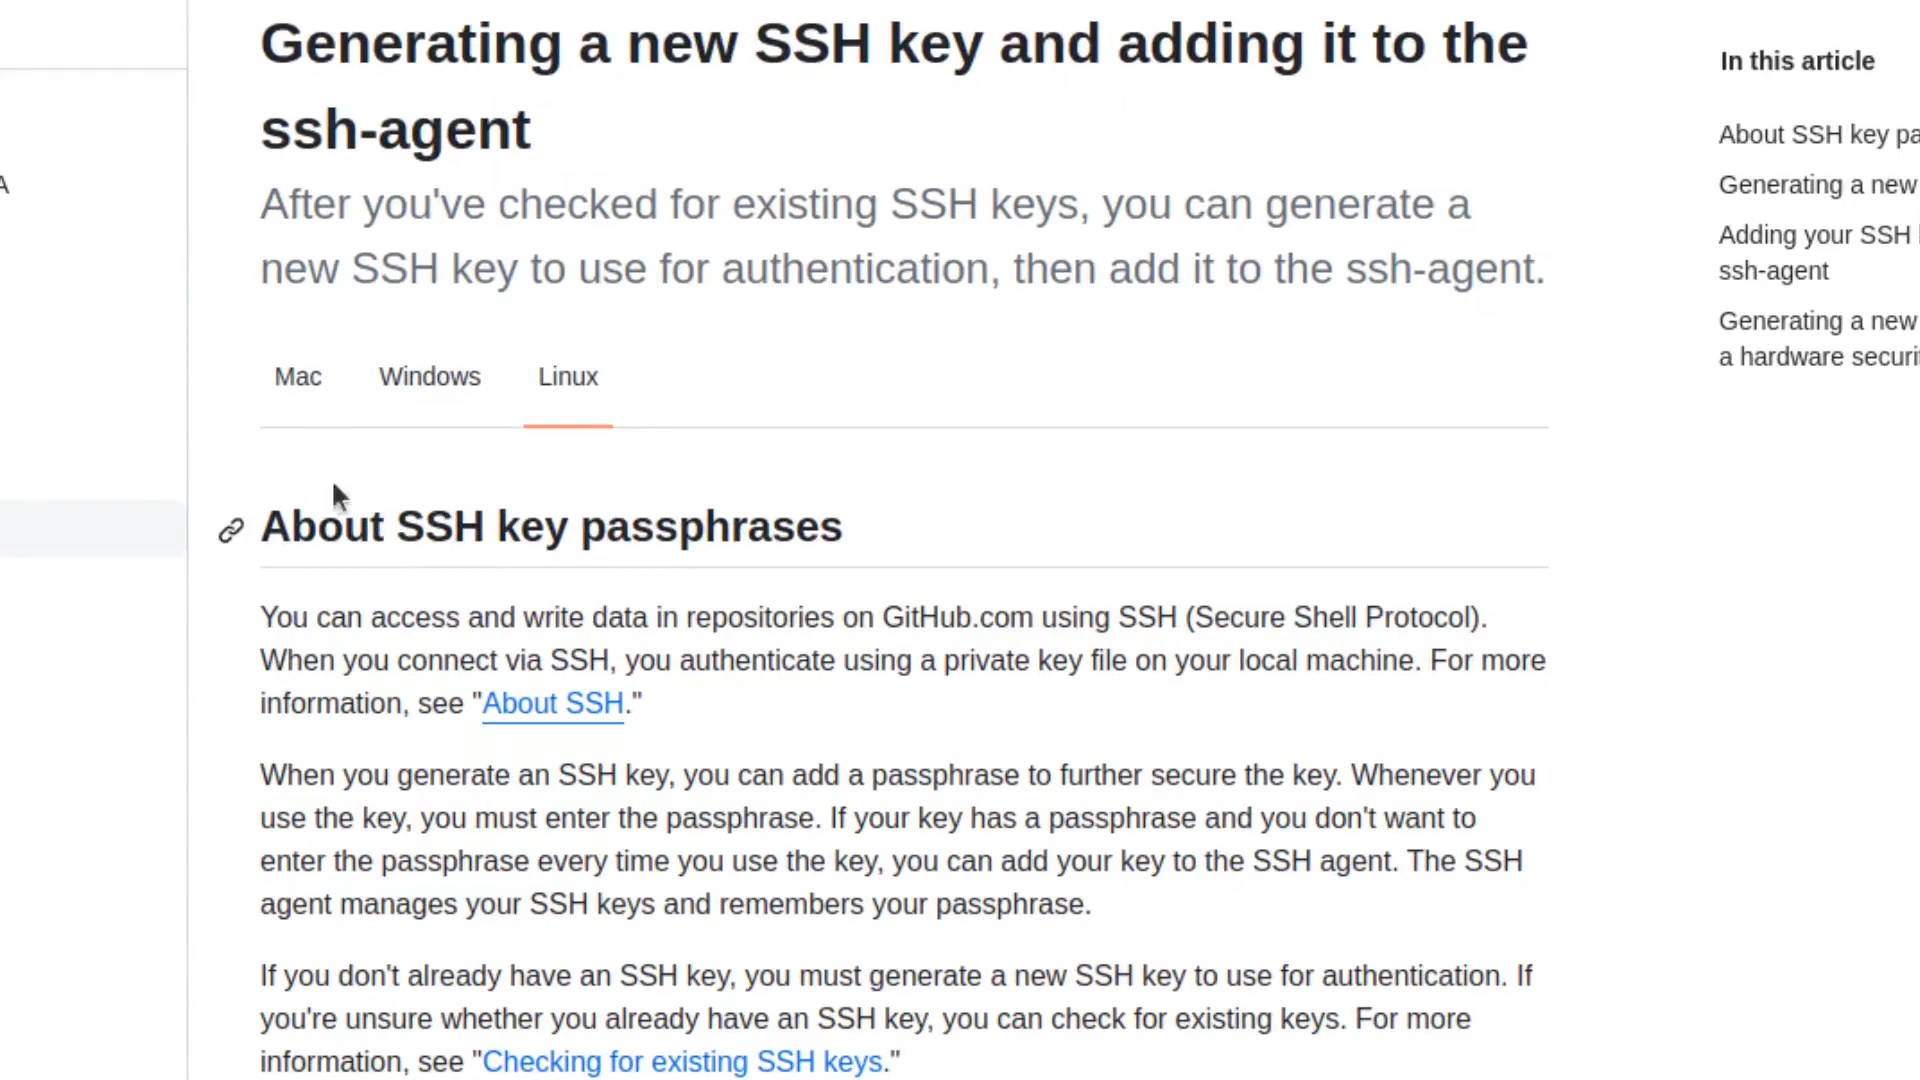 Generating a new SSH key and adding it to the
ssh-agent
After you've checked for existing SSH keys, you can generate a
new SSH key to use for authentication, then add it to the ssh-agent.
Mac
Windows
Linux
About SSH key passphrases
You can access and write data in repositories on GitHub.com using SSH (Secure Shell Protocol).
When you connect via SSH, you authenticate using a private key file on your local machine. For more
information, see "About SSH."
When you generate an SSH key, you can add a passphrase to further secure the key. Whenever you
use the key, you must enter the passphrase. If your key has a passphrase and you don't want to
enter the passphrase every time you use the key, you can add your key to the SSH agent. The SSH
agent manages your SSH keys and remembers your passphrase.
If you don't already have an SSH key, you must generate a new SSH key to use for authentication. If
you're unsure whether you already have an SSH key, you can check for existing keys. For more
information, see "Checking for existing SSH keys."
In this article
About SSH key pa
Generating a new
Adding your SSH
ssh-agent
Generating a new
a hardware securi
A